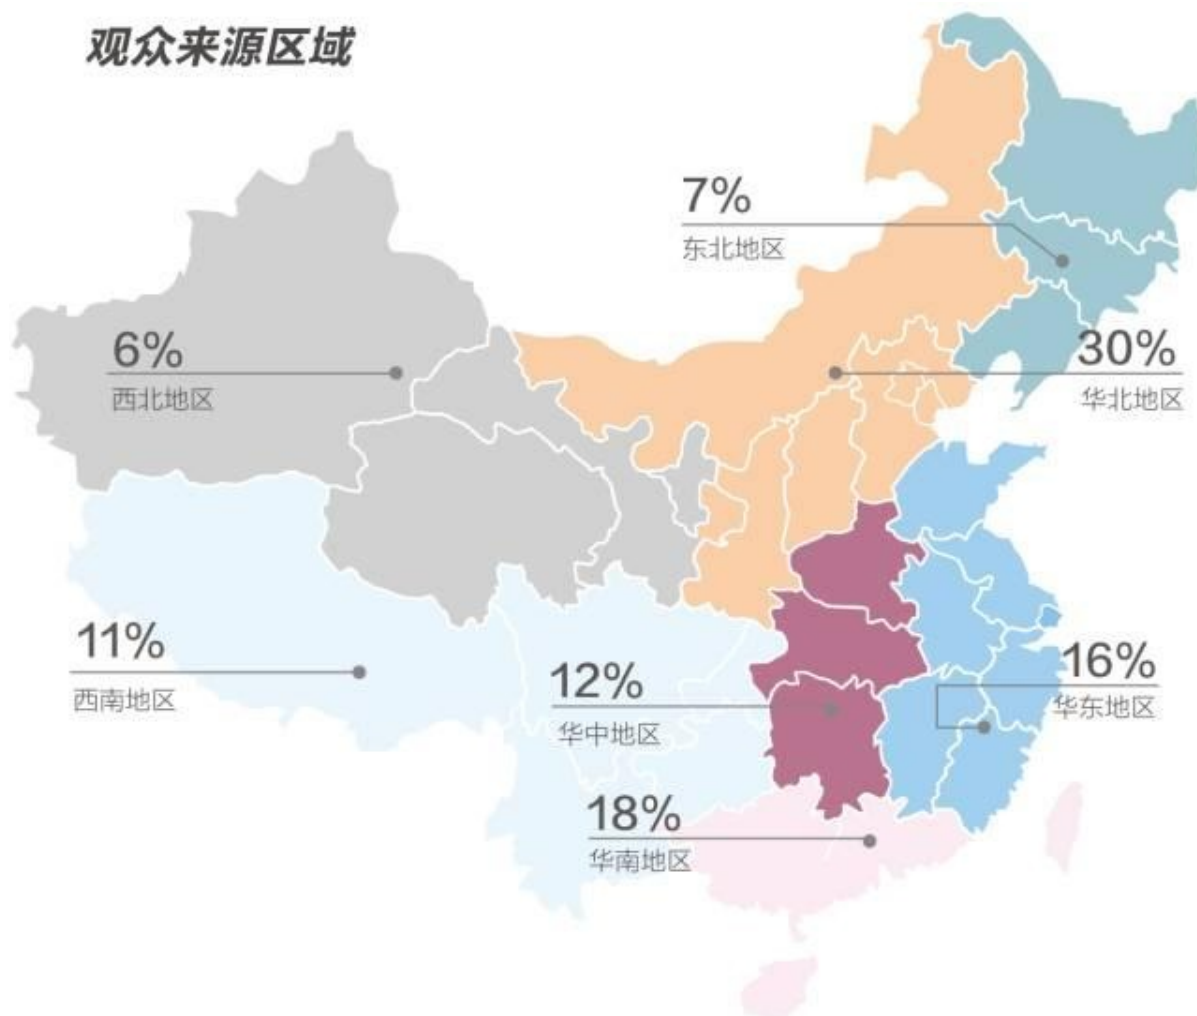 观众来源区域
7%
东北地区
6%
西北地区
30%
华北地区
11%
西南地区
12%
华中地区
16%
华东地区
18%
华南地区